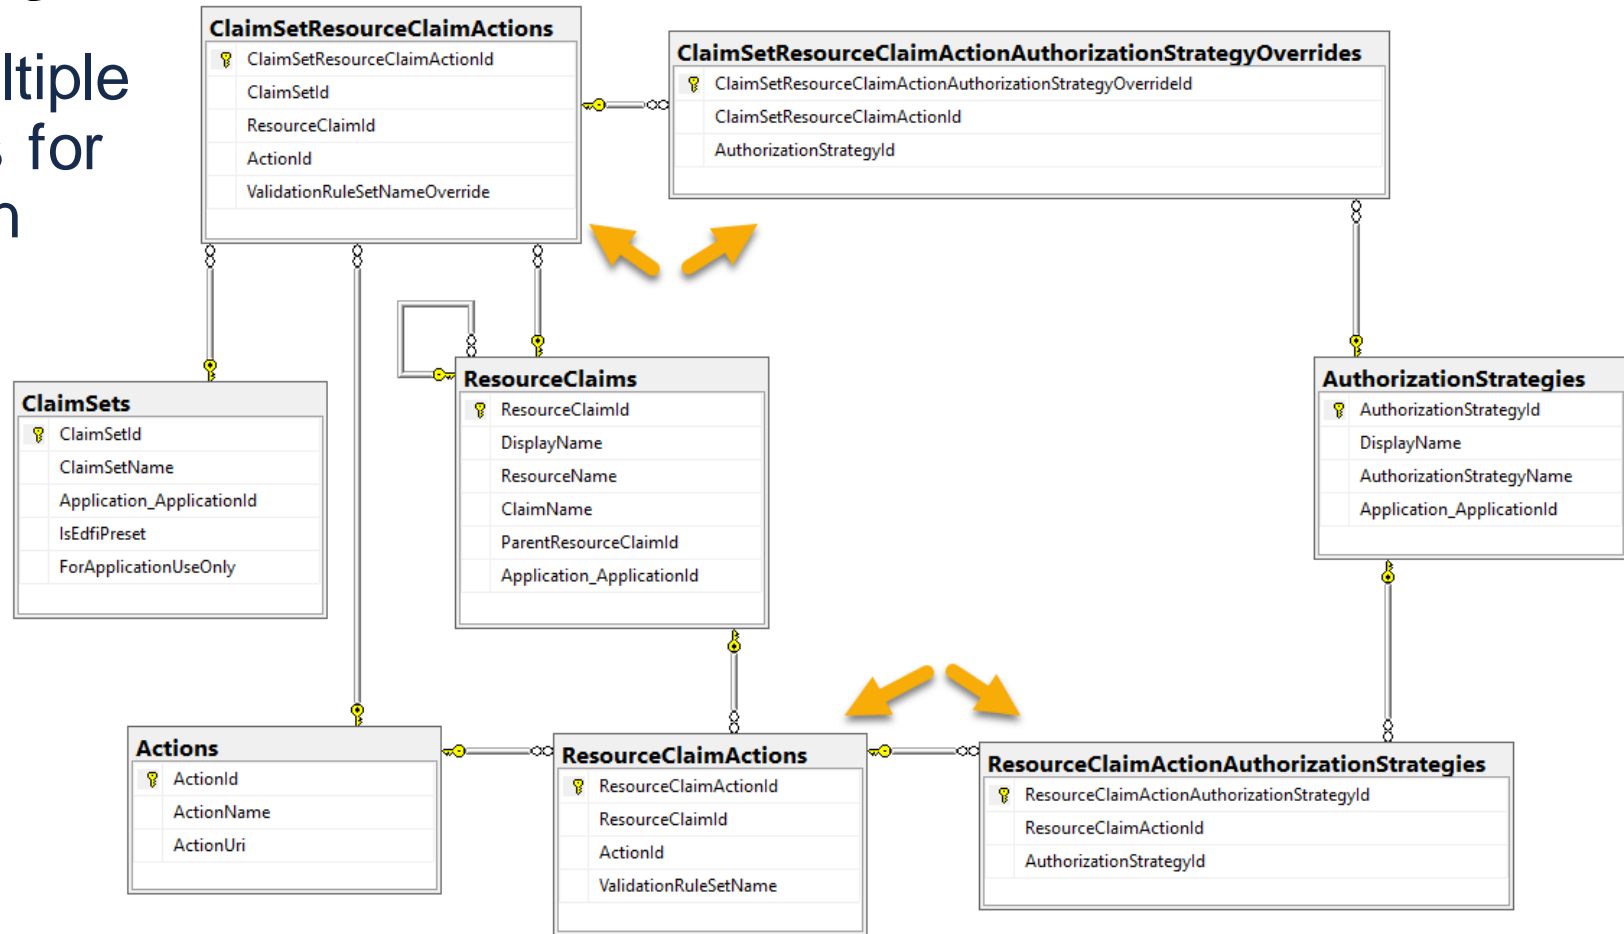 ltiple
s for
n
ClaimSetResourceClaimActions
ClaimSetResourceClaimActionId
ClaimSetId
ResourceClaimId
ActionId
ValidationRuleSetNameOverride
ClaimSetResourceClaimActionAuthorizationStrategyOverrides
ClaimSetResourceClaimActionAuthorizationStrategyOverrideId
ClaimSetResourceClaimActionId
AuthorizationStrategyId
ClaimSets
ClaimSetId
ClaimSetName
Application_ApplicationId
IsEdfiPreset
ForApplicationUseOnly
ResourceClaims
ResourceClaimId
DisplayName
ResourceName
ClaimName
ParentResourceClaimId
Application_ApplicationId
AuthorizationStrategies
AuthorizationStrategyId
DisplayName
AuthorizationStrategyName
Application_ApplicationId
Actions
ActionId
ActionName
ActionUri
ResourceClaimActions
ResourceClaimActionId
ResourceClaimId
ActionId
ValidationRuleSetName
ResourceClaimActionAuthorizationStrategies
ResourceClaimActionAuthorizationStrategyId
ResourceClaimActionId
AuthorizationStrategyId